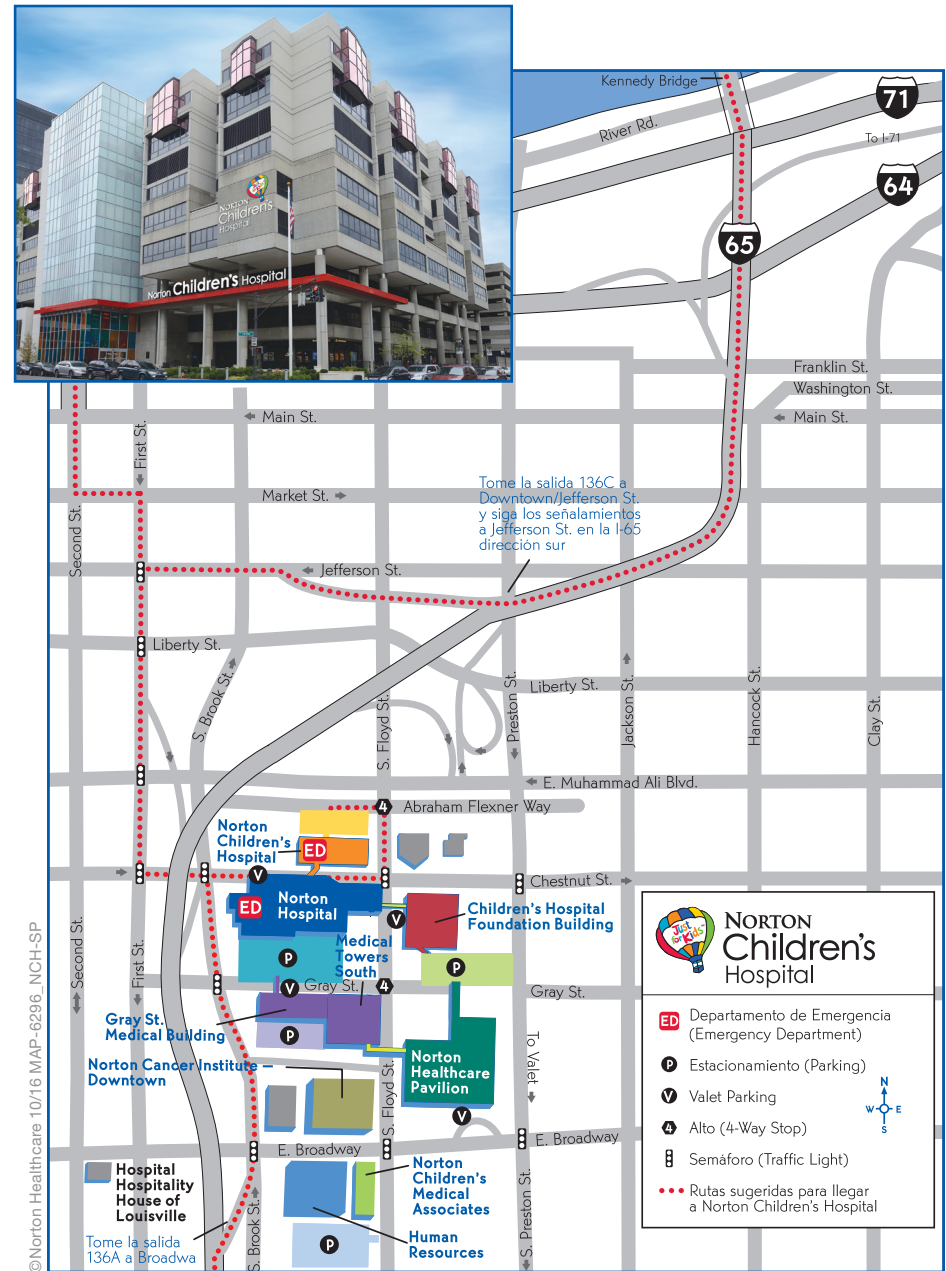 NORTON
Children's
Hospital
Norton Children's Hospital
Kennedy Bridge
River Rd.
71
To I-71
64
65
Franklin St.
Washington St.
Main St.
Main St.
First St.
Market St.
Second St.
Tome la salida 136C a
Downtown/Jefferson St.
y siga los señalamientos
a Jefferson St. en la I-65
dirección sur
Jefferson St.
Liberty St.
Liberty St.
S. Brook St.
S. Floyd St.
Preston St.
Jackson St.
Hancock St.
Clay St.
E. Muhammad Ali Blvd.
4
Abraham Flexner Way
Norton
Children's
Hospital
ED
V
Chestnut St.
ED
Norton
Hospital
V
Children's Hospital
Foundation Building
Medical
Towers
South
P
P
V
Gray St.
4
Gray St.
Second St.
First St.
Gray St.
Medical Building
P
Norton Cancer Institute
Downtown
Norton
Healthcare
Pavilion
To Valet
S. Floyd St.
V
E. Broadway
E. Broadway
Hospital
Hospitality
House of
Louisville
Norton
Children's
Medical
Associates
Tome la salida
136A a Broadwa
S. Brook St.
P
Human
Resources
S. Preston St.
Just for Kids
NORTON
Children's
Hospital
ED
Departamento de Emergencia
(Emergency Department)
P
Estacionamiento (Parking)
V
Valet Parking
4
Alto (4-Way Stop)
Semáforo (Traffic Light)
Rutas sugeridas para llegar
a Norton Children's Hospital
N
W
E
S
©Norton Healthcare 10/16 MAP-6296_NCH-SP